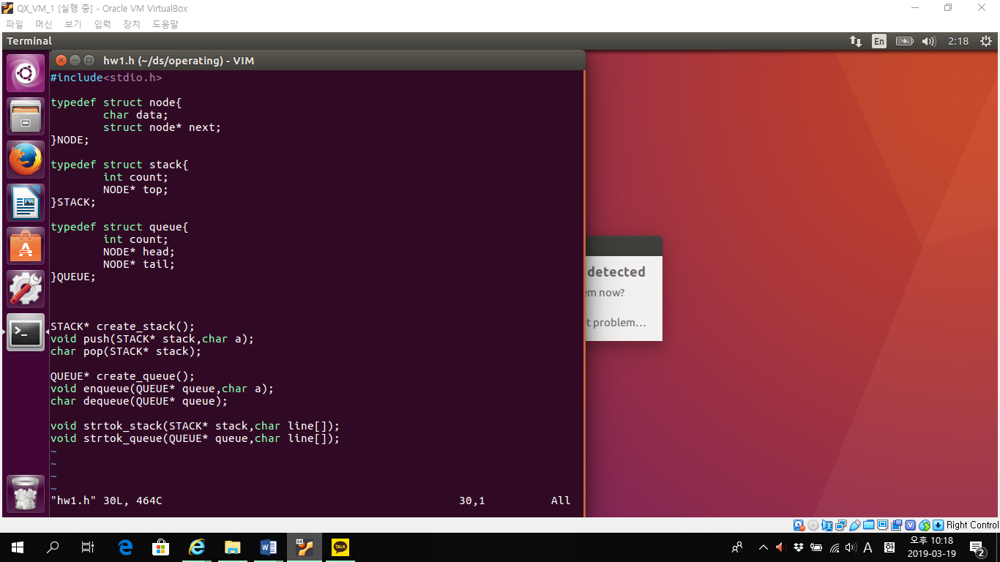 QX_VM_1 [실행 중] - Oracle VM VirtualBox
파일 머신 보기 입력 장치 도움말
Terminal En 2:18
hw1.h (~/ds/operating) - VIM
#include<stdio.h>
typedef struct node{
        char data;
        struct node* next;
}NODE;
typedef struct stack{
        int count;
        NODE* top;
}STACK;
typedef struct queue{
        int count;
        NODE* head;
        NODE* tail;
}QUEUE;
detected
now?
t problem…
STACK* create_stack();
void push(STACK* stack,char a);
char pop(STACK* stack);
QUEUE* create_queue();
void enqueue(QUEUE* queue,char a);
char dequeue(QUEUE* queue);
void strtok_stack(STACK* stack,char line[]);
void strtok_queue(QUEUE* queue,char line[]);
~
~
~
~
"hw1.h" 30L, 464C 30,1 All
Right Control
TALK A 한 오후 10:18
2019-03-19 2